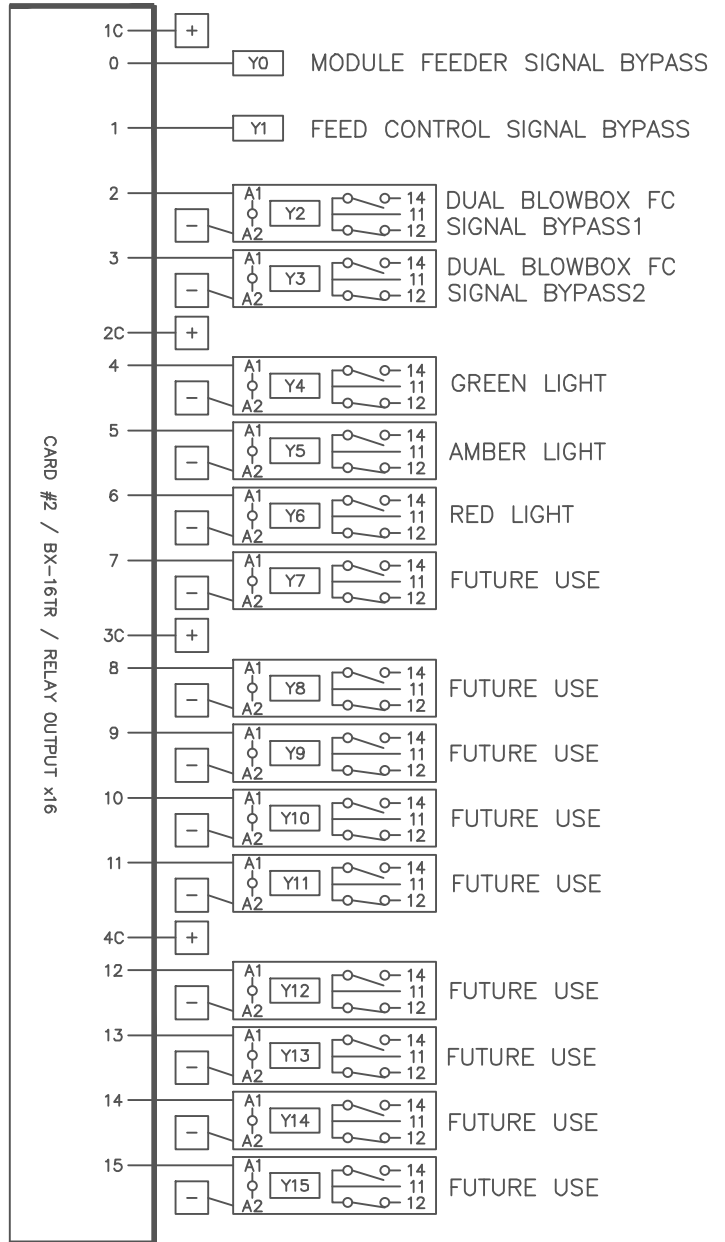 1C +
0 Y0 MODULE FEEDER SIGNAL BYPASS
1 Y1 FEED CONTROL SIGNAL BYPASS
2 A1 Y2 14 DUAL BLOWBOX FC
− A2 11 SIGNAL BYPASS1
12
3 A1 Y3 14 DUAL BLOWBOX FC
− A2 11 SIGNAL BYPASS2
12
2C +
4 A1 14
− Y4 11 GREEN LIGHT
A2 12
5 A1 14
− Y5 11 AMBER LIGHT
A2 12
6 A1 14
− Y6 11 RED LIGHT
A2 12
7 A1 14
− Y7 11 FUTURE USE
A2 12
3C +
8 A1 14
− Y8 11 FUTURE USE
A2 12
9 A1 14
− Y9 11 FUTURE USE
A2 12
10 A1 14
− Y10 11 FUTURE USE
A2 12
11 A1 14
− Y11 11 FUTURE USE
A2 12
4C +
12 A1 14
− Y12 11 FUTURE USE
A2 12
13 A1 14
− Y13 11 FUTURE USE
A2 12
14 A1 14
− Y14 11 FUTURE USE
A2 12
15 A1 14
− Y15 11 FUTURE USE
A2 12
CARD #2 / BX-16TR / RELAY OUTPUT x16